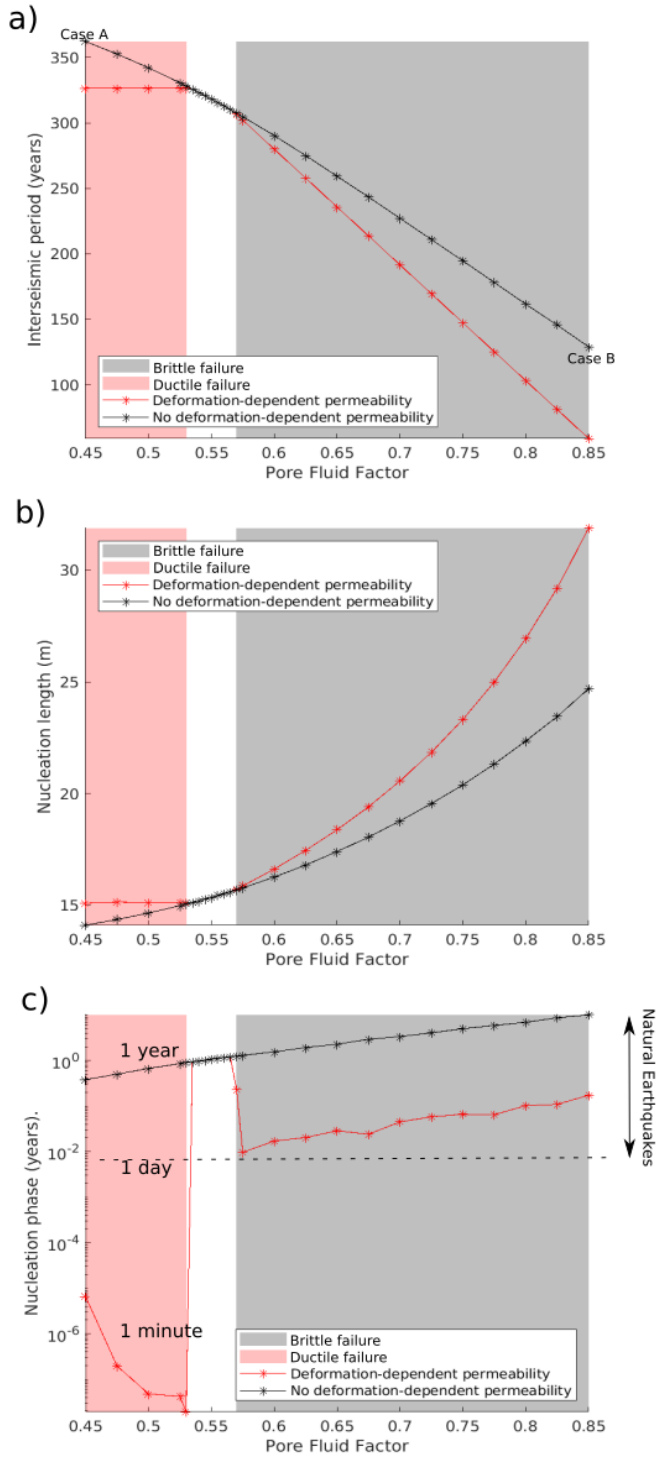 a)
Case A
350
300
250
200
150
100
Interseismic period (years)
Case B
Brittle failure
Ductile failure
Deformation-dependent permeability
No deformation-dependent permeability
0.45 0.5 0.55 0.6 0.65 0.7 0.75 0.8 0.85
Pore Fluid Factor
b)
Brittle failure
Ductile failure
Deformation-dependent permeability
No deformation-dependent permeability
30
25
20
15
Nucleation length (m)
0.45 0.5 0.55 0.6 0.65 0.7 0.75 0.8 0.85
Pore Fluid Factor
c)
1 year
10^0
10^-2
1 day
10^-4
1 minute
10^-6
Nucleation phase (years).
Natural Earthquakes
Brittle failure
Ductile failure
Deformation-dependent permeability
No deformation-dependent permeability
0.45 0.5 0.55 0.6 0.65 0.7 0.75 0.8 0.85
Pore Fluid Factor